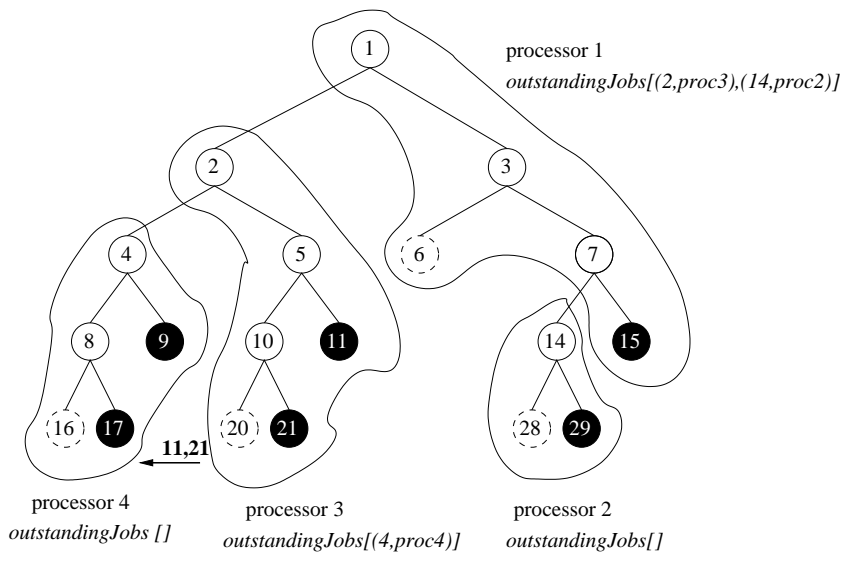 1
processor 1
outstandingJobs[(2,proc3),(14,proc2)]
2
3
4
5
6
7
8
9
10
11
14
15
16
17
20
21
28
29
11,21
processor 4
outstandingJobs []
processor 3
outstandingJobs[(4,proc4)]
processor 2
outstandingJobs[]